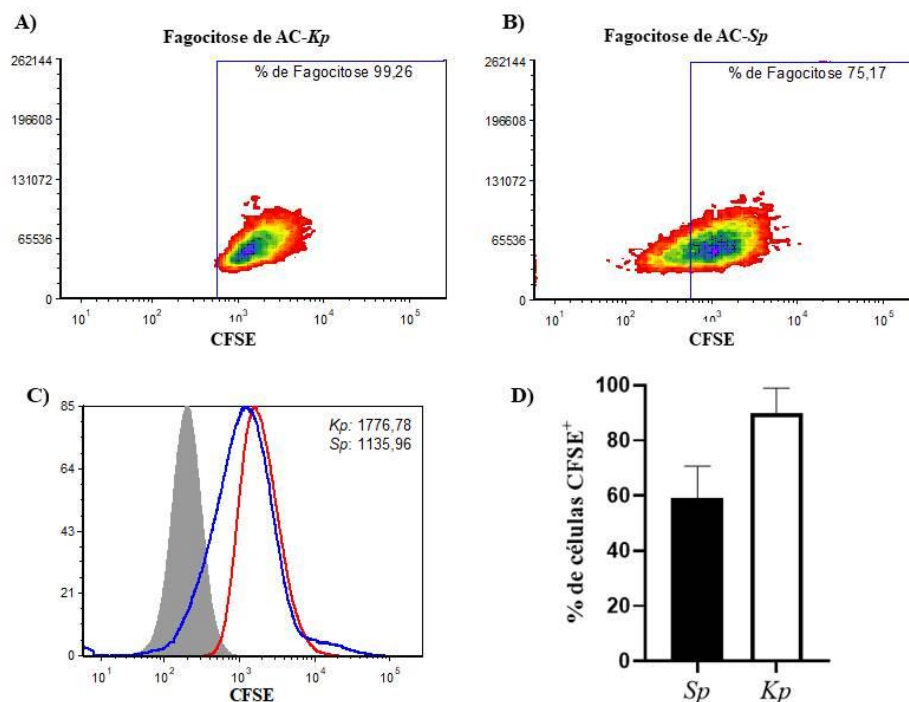 A)
Fagocitose de AC-Kp
262144
% de Fagocitose 99,26
196608
131072
65536
0
10¹ 10² 10³ 10⁴ 10⁵
CFSE
B)
Fagocitose de AC-Sp
262144
% de Fagocitose 75,17
196608
131072
65536
0
10¹ 10² 10³ 10⁴ 10⁵
CFSE
C)
85
Kp: 1776,78
Sp: 1135,96
64
43
21
0
10¹ 10² 10³ 10⁴ 10⁵
CFSE
D)
% de células CFSE⁺
100
80
60
40
20
0
Sp Kp